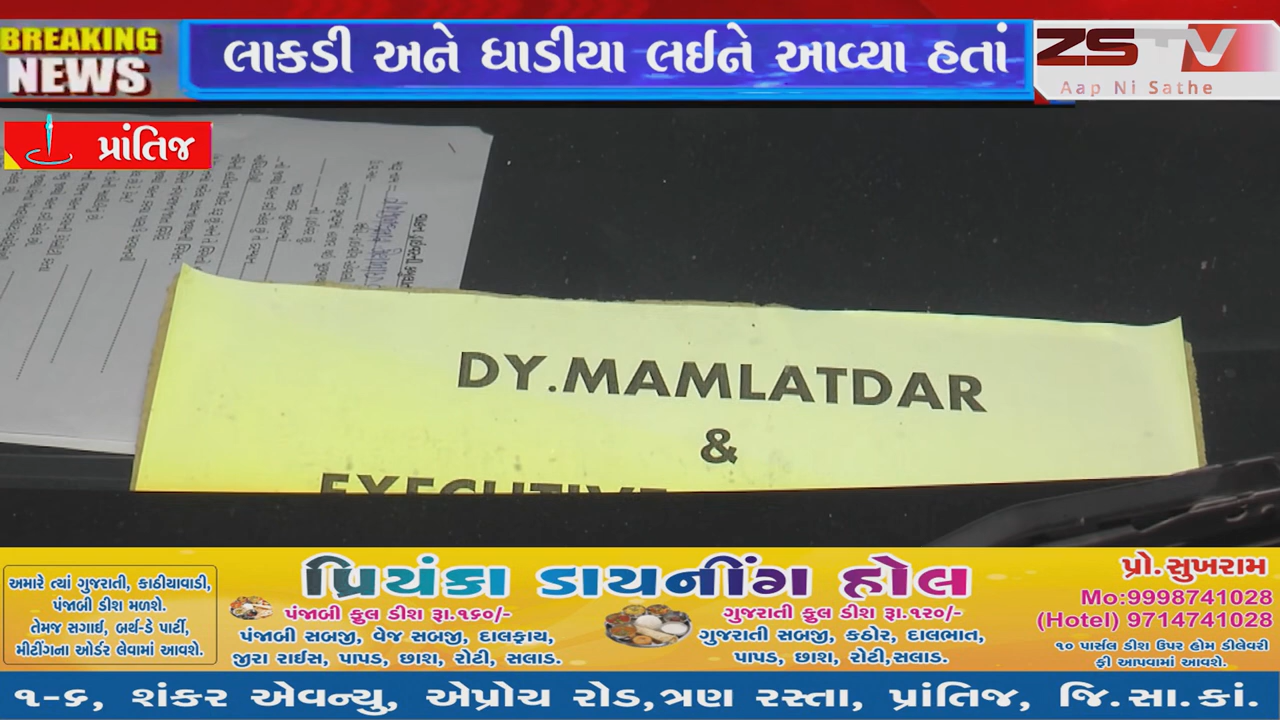 BREAKING
NEWS
લાકડી અને ધાડીયા લઇને આવ્યા હતાં
ZSTV
Aap Ni Sathe
પ્રાંતિજ
DY.MAMLATDAR
&
EXECUTIVE
અમારે ત્યાં ગુજરાતી, કાઠીયાવાડી,
પંજાબી ડીશ મળશે.
તેમજ સગાઈ, બર્થ-ડે પાર્ટી,
મીટીંગના ઓર્ડર લેવામાં આવશે.
પ્રિયંકા ડાયનીંગ હોલ
પંજાબી ફુલ ડીશ રૂા.૧૬૦/-
પંજાબી સબજી, વેજ સબજી, દાલફ્રાય,
જીરા રાઈસ, પાપડ, છાશ, રોટી, સલાડ.
ગુજરાતી ફુલ ડીશ રૂા.૧૨૦/-
ગુજરાતી સબજી, કઠોર, દાલભાત,
પાપડ, છાશ, રોટી,સલાડ.
પ્રો.સુખરામ
Mo:9998741028
(Hotel) 9714741028
૧૦ પાર્સલ ડીશ ઉપર હોમ ડીલેવરી
ફ્રી આપવામાં આવશે.
૧-૬, શંકર એવન્યુ, એપ્રોચ રોડ,ત્રણ રસ્તા, પ્રાંતિજ, જિ.સા.કાં.